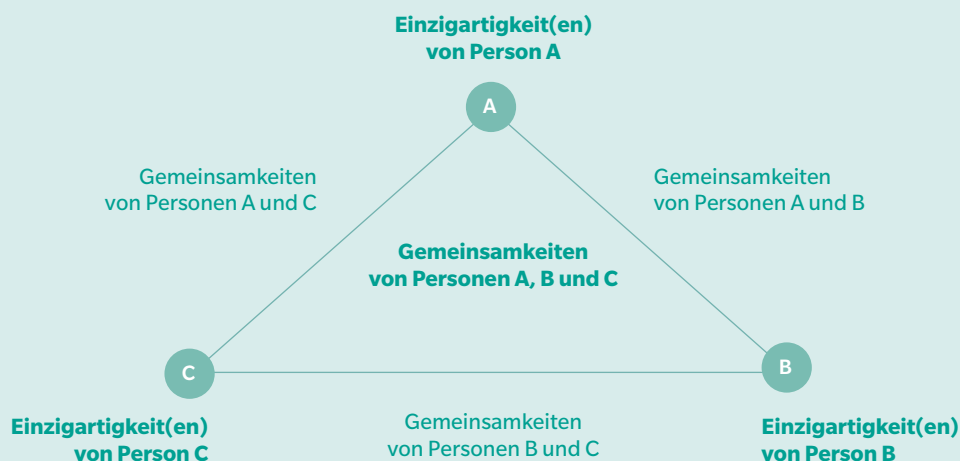 Einzigartigkeit(en)
von Person A
A
Gemeinsamkeiten
von Personen A und C
Gemeinsamkeiten
von Personen A und B
Gemeinsamkeiten
von Personen A, B und C
C
B
Einzigartigkeit(en)
von Person C
Gemeinsamkeiten
von Personen B und C
Einzigartigkeit(en)
von Person B